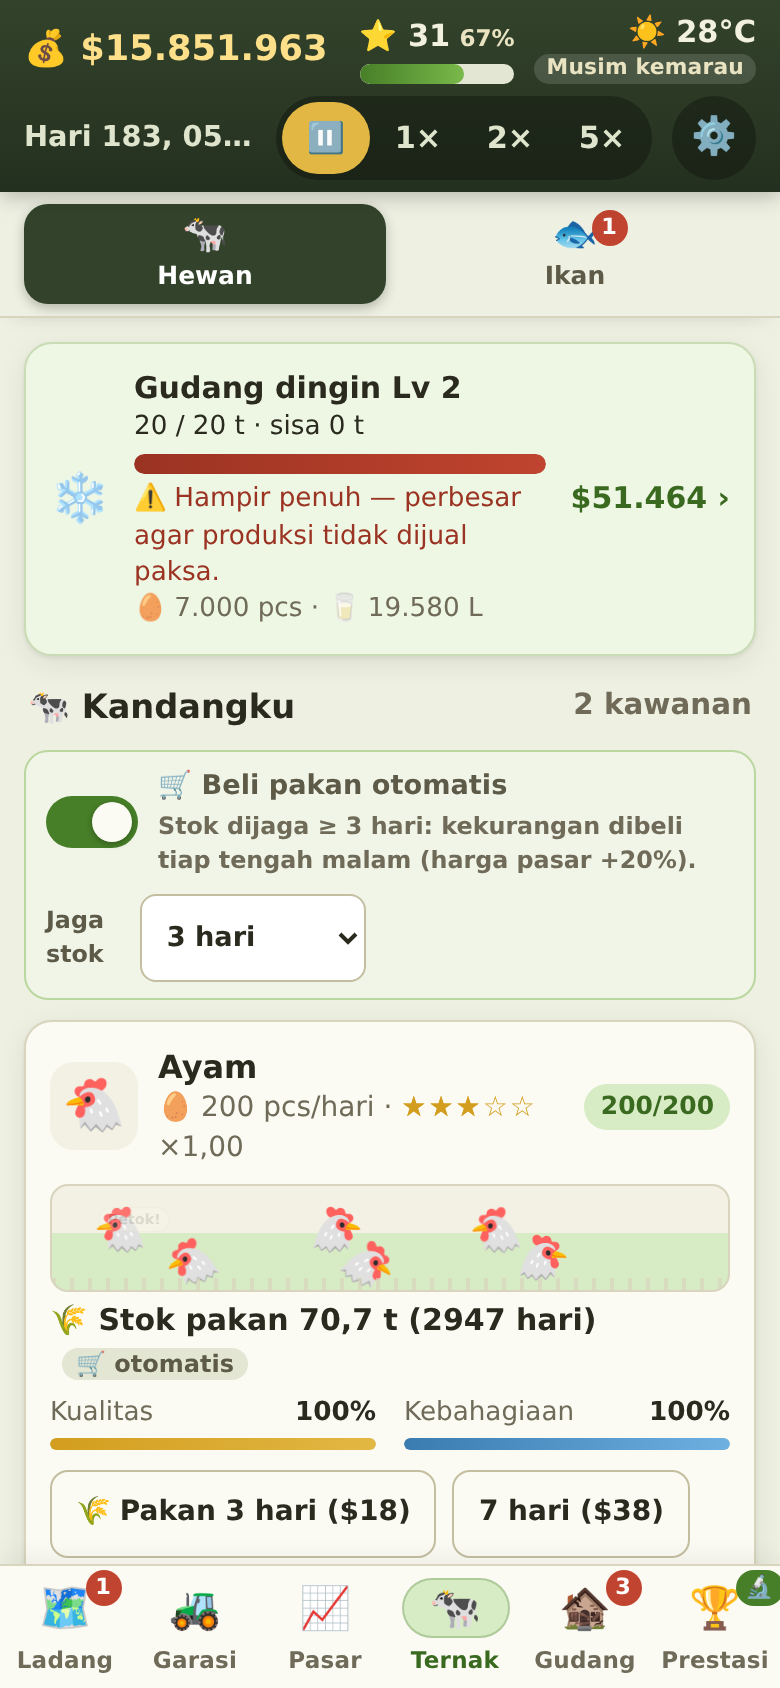 $15.851.963
31 67%
28°C
Musim kemarau
Hari 183, 05...
1×
2×
5×
Hewan
1
Ikan
Gudang dingin Lv 2
20 / 20 t · sisa 0 t
Hampir penuh — perbesar
agar produksi tidak dijual
paksa.
7.000 pcs · 19.580 L
$51.464 ›
Kandangku
2 kawanan
Beli pakan otomatis
Stok dijaga ≥ 3 hari: kekurangan dibeli
tiap tengah malam (harga pasar +20%).
Jaga
stok
3 hari
Ayam
200 pcs/hari · ★★★☆☆
×1,00
200/200
Stok pakan 70,7 t (2947 hari)
otomatis
Kualitas 100%
Kebahagiaan 100%
Pakan 3 hari ($18)
7 hari ($38)
1
3
Ladang
Garasi
Pasar
Ternak
Gudang
Prestasi